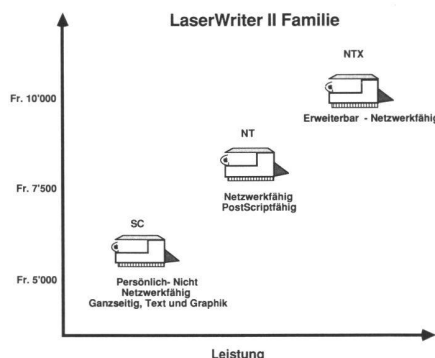 LaserWriter II Familie
NTX
Fr. 10'000
Erweiterbar - Netzwerkfähig
NT
Fr. 7'500
Netzwerkfähig
PostScriptfähig
SC
Fr. 5'000
Persönlich- Nicht
Netzwerkfähig
Ganzseitig, Text und Graphik
Leistung